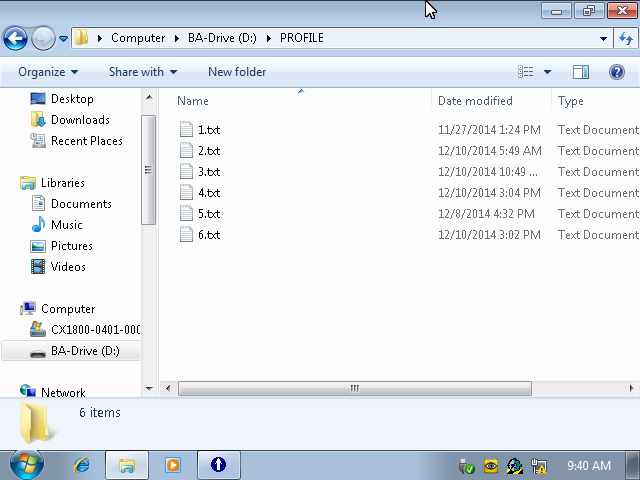 Computer BA-Drive (D:) PROFILE
Organize Share with New folder
Desktop
Downloads
Recent Places
Libraries
Documents
Music
Pictures
Videos
Computer
CX1800-0401-000
BA-Drive (D:)
Network
Name Date modified Type
1.txt 11/27/2014 1:24 PM Text Document
2.txt 12/10/2014 5:49 AM Text Document
3.txt 12/10/2014 10:49 ... Text Document
4.txt 12/10/2014 3:04 PM Text Document
5.txt 12/8/2014 4:32 PM Text Document
6.txt 12/10/2014 3:02 PM Text Document
6 items
9:40 AM